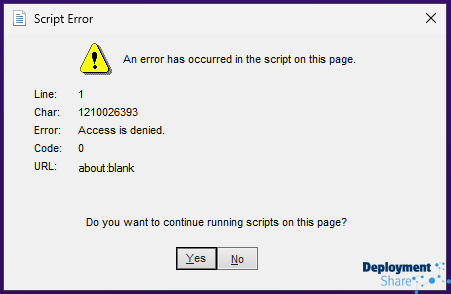 Script Error
An error has occurred in the script on this page.
Line: 1
Char: 1210026393
Error: Access is denied.
Code: 0
URL: about:blank
Do you want to continue running scripts on this page?
Yes No
Deployment
Share